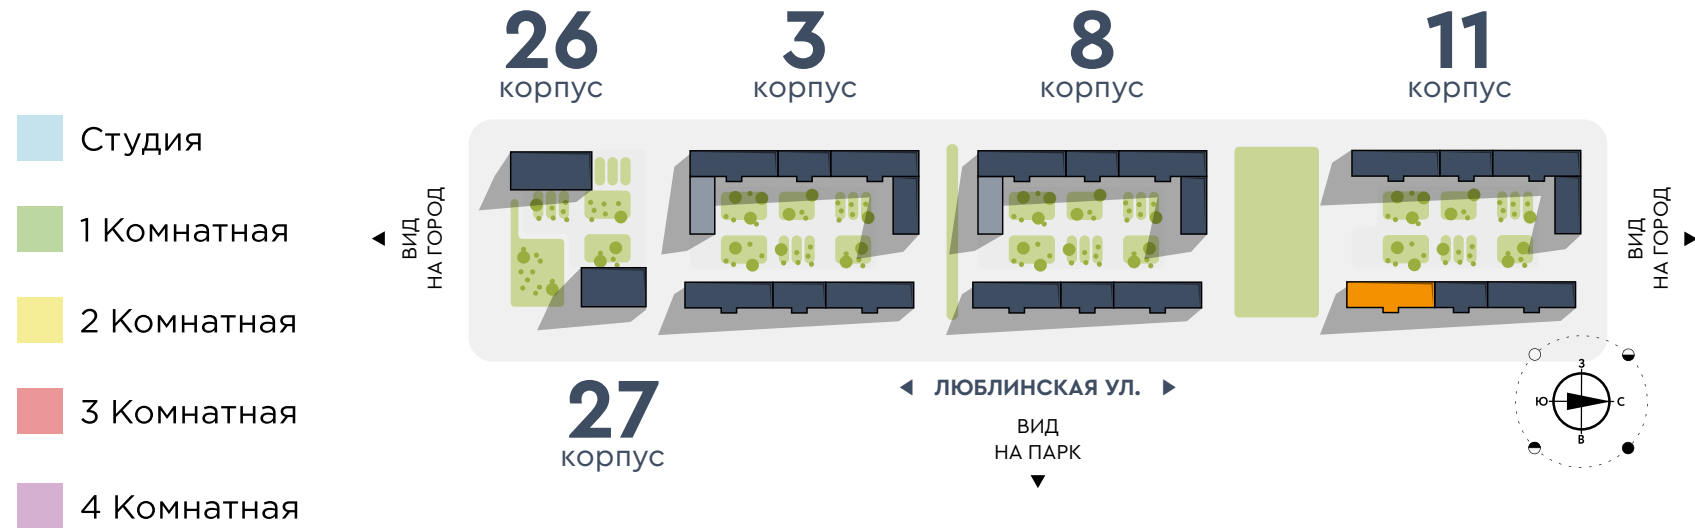 26
корпус
3
корпус
8
корпус
11
корпус
Студия
1 Комнатная
2 Комнатная
3 Комнатная
4 Комнатная
ВИД
НА ГОРОД
ВИД
НА ГОРОД
27
корпус
ЛЮБЛИНСКАЯ УЛ.
ВИД
НА ПАРК
З
Ю
С
В